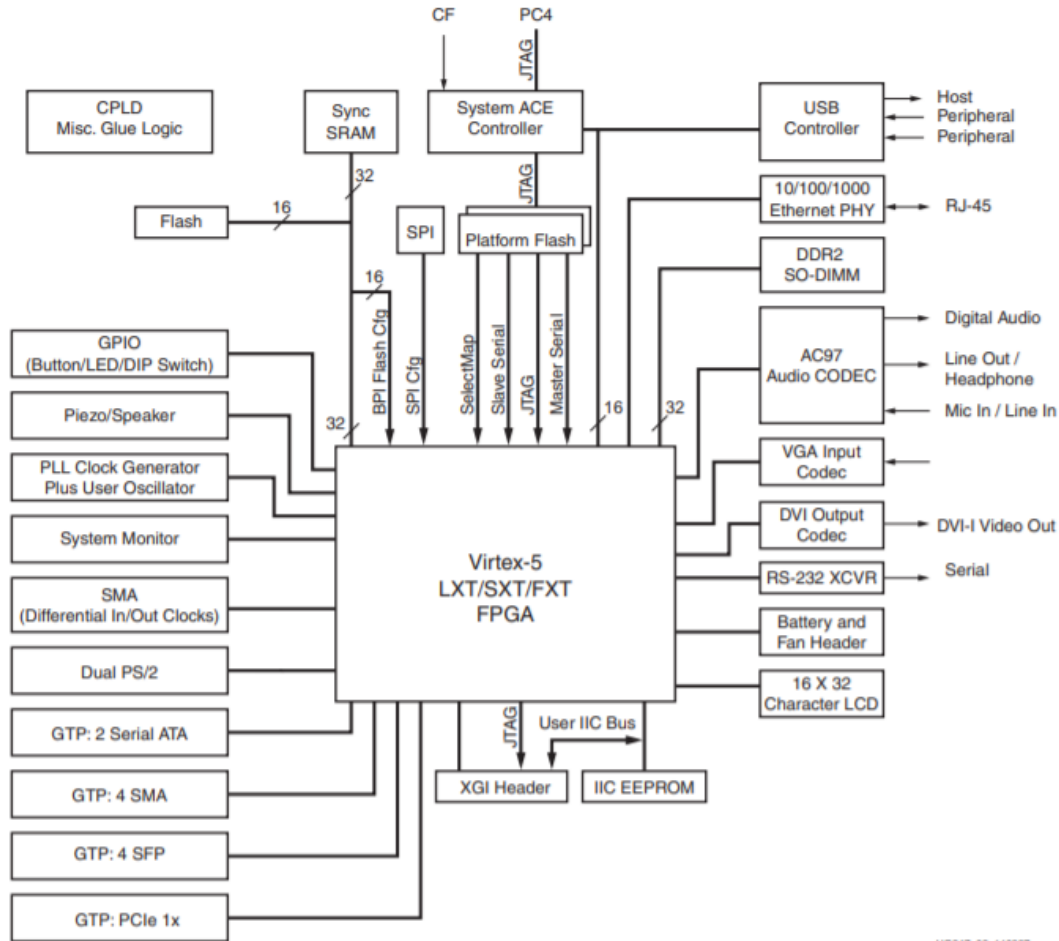 CF
PC4
JTAG
CPLD
Misc. Glue Logic
Sync
SRAM
System ACE
Controller
USB
Controller
Host
Peripheral
Peripheral
32
16
Flash
SPI
JTAG
Platform Flash
10/100/1000
Ethernet PHY
RJ-45
DDR2
SO-DIMM
16
BPI Flash Cfg
SPI Cfg
SelectMap
Slave Serial
JTAG
Master Serial
32
16
32
GPIO
(Button/LED/DIP Switch)
Piezo/Speaker
PLL Clock Generator
Plus User Oscillator
System Monitor
SMA
(Differential In/Out Clocks)
Dual PS/2
GTP: 2 Serial ATA
GTP: 4 SMA
GTP: 4 SFP
GTP: PCIe 1x
Virtex-5
LXT/SXT/FXT
FPGA
AC97
Audio CODEC
Digital Audio
Line Out /
Headphone
Mic In / Line In
VGA Input
Codec
DVI Output
Codec
DVI-I Video Out
RS-232 XCVR
Serial
Battery and
Fan Header
16 X 32
Character LCD
JTAG
User IIC Bus
XGI Header
IIC EEPROM